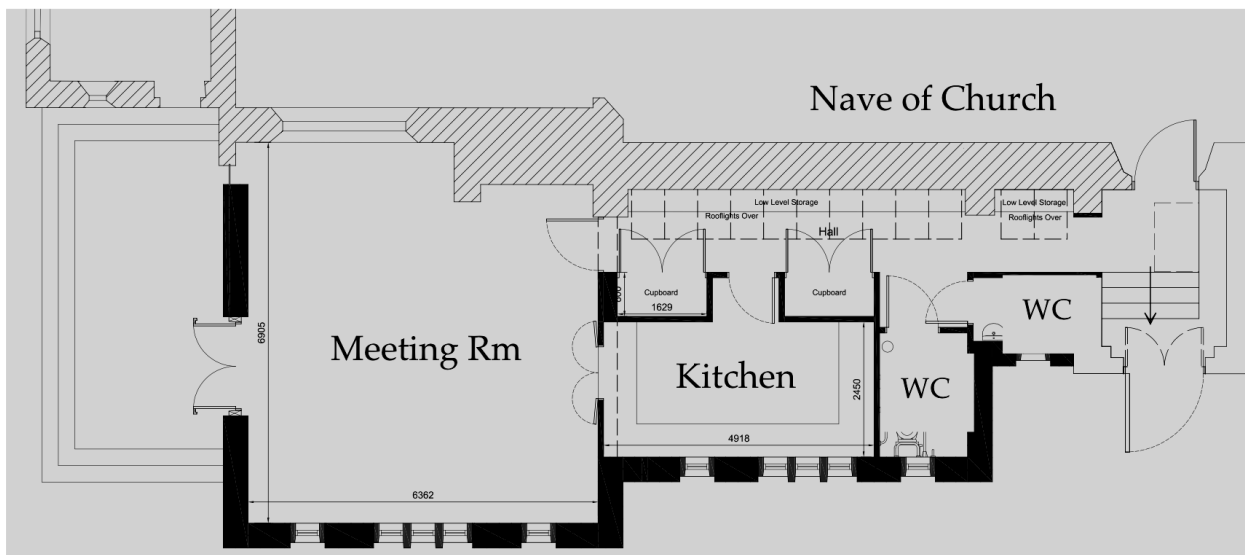 Nave of Church
Low Level Storage
Rooflights Over
Low Level Storage
Rooflights Over
Hall
Cupboard
1629
Cupboard
WC
6905
Meeting Rm
Kitchen
2450
WC
4918
6362